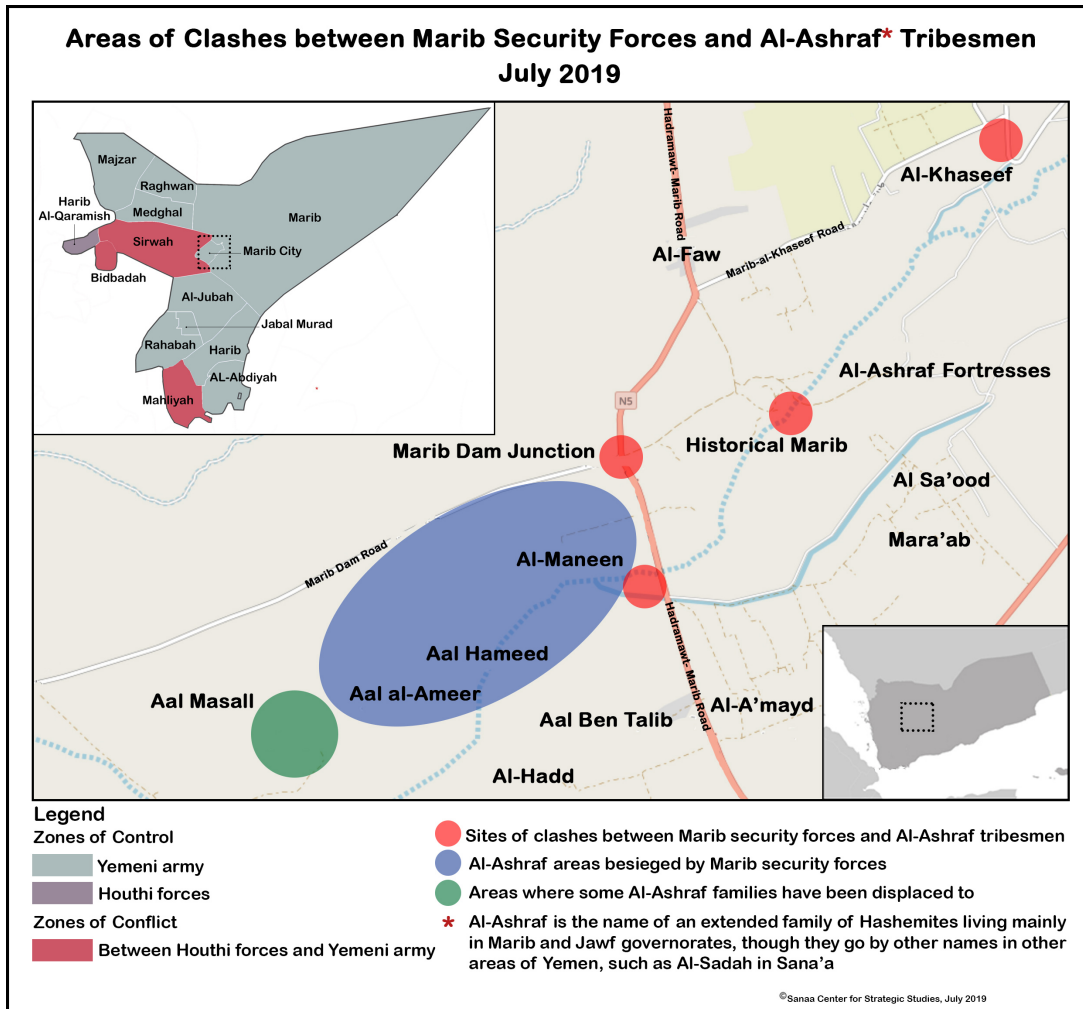 Areas of Clashes between Marib Security Forces and Al-Ashraf* Tribesmen
July 2019
Majzar
Raghwan
Harib
Al-Qaramish
Medghal
Marib
Sirwah
Marib City
Bidbadah
Al-Jubah
Jabal Murad
Rahabah
Harib
AL-Abdiyah
Mahliyah
Hadramawt- Marib Road
Al-Khaseef
Al-Faw
Marib-al-Khaseef Road
Al-Ashraf Fortresses
N5
Historical Marib
Marib Dam Junction
Al Sa’ood
Mara’ab
Marib Dam Road
Al-Maneen
Hadramawt- Marib Road
Aal Hameed
Aal al-Ameer
Aal Masall
Al-A’mayd
Aal Ben Talib
Al-Hadd
Legend
Zones of Control
Yemeni army
Houthi forces
Zones of Conflict
Between Houthi forces and Yemeni army
Sites of clashes between Marib security forces and Al-Ashraf tribesmen
Al-Ashraf areas besieged by Marib security forces
Areas where some Al-Ashraf families have been displaced to
* Al-Ashraf is the name of an extended family of Hashemites living mainly
in Marib and Jawf governorates, though they go by other names in other
areas of Yemen, such as Al-Sadah in Sana’a
©Sanaa Center for Strategic Studies, July 2019